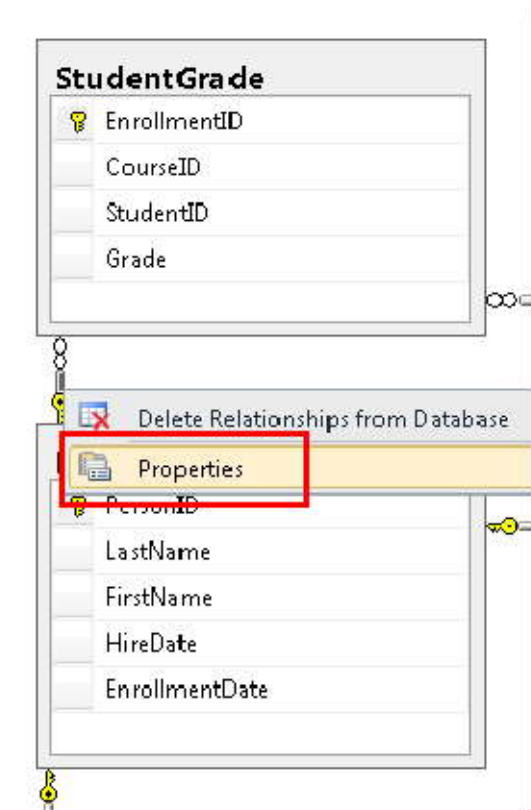 StudentGrade
EnrollmentID
CourseID
StudentID
Grade
Delete Relationships from Database
Properties
PersonID
LastName
FirstName
HireDate
EnrollmentDate